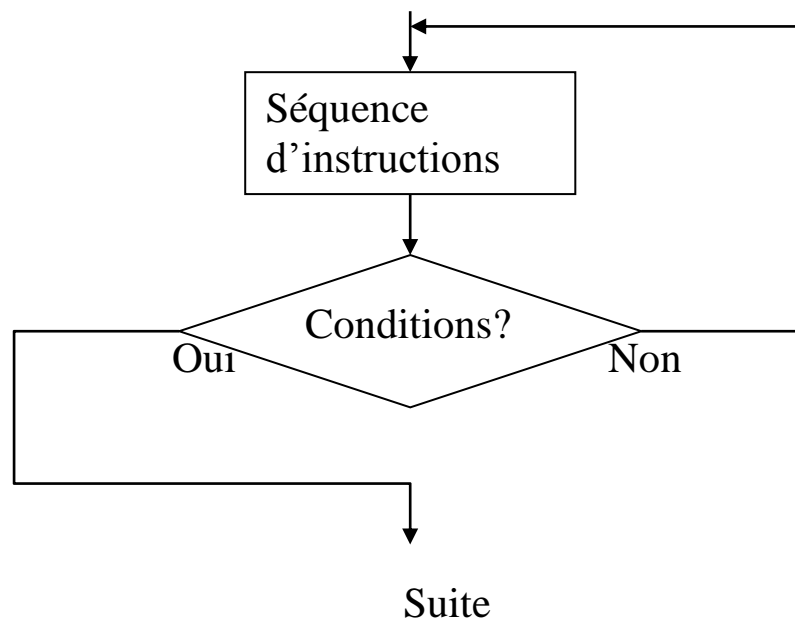 Séquence
d’instructions
Conditions?
Oui
Non
Suite